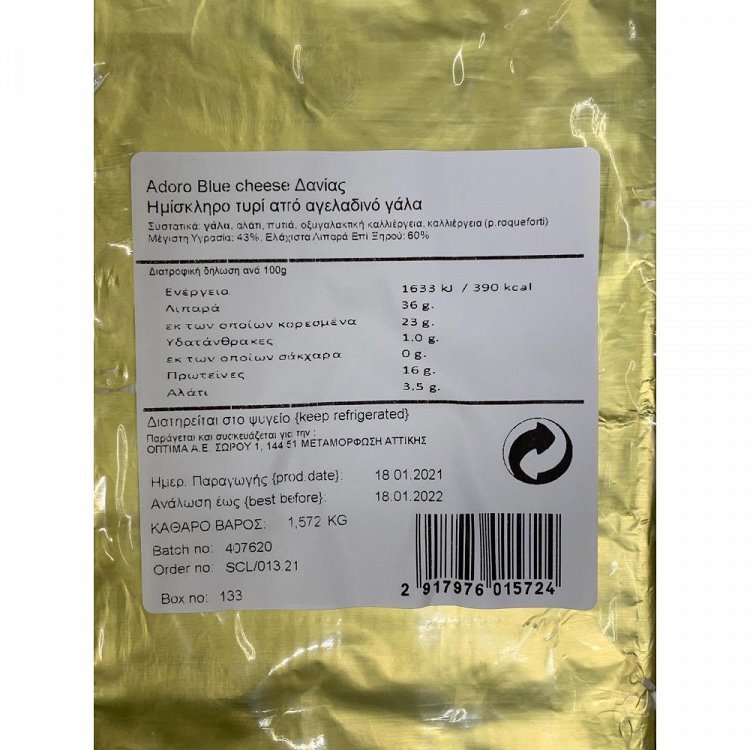 Adoro Blue cheese Δανίας
Ημίσκληρο τυρί από αγελαδινό γάλα
Συστατικά: γάλα, αλάτι, πυτιά, οξυγαλακτική καλλιέργεια, καλλιέργεια (p.roqueforti)
Μέγιστη Υγρασία: 43%, Ελάχιστα Λιπαρά Επί Ξηρού: 60%
Διατροφική δήλωση ανά 100g
Ενέργεια 1633 kJ / 390 kcal
Λιπαρά 36 g.
εκ των οποίων κορεσμένα 23 g.
Υδατάνθρακες 1.0 g.
εκ των οποίων σάκχαρα 0 g.
Πρωτεΐνες 16 g.
Αλάτι 3,5 g.
Διατηρείται στο ψυγείο {keep refrigerated}
Παράγεται και συσκευάζεται για την :
ΟΠΤΙΜΑ Α.Ε. ΣΩΡΟΥ 1, 144 51 ΜΕΤΑΜΟΡΦΩΣΗ ΑΤΤΙΚΗΣ
Ημερ. Παραγωγής {prod.date}: 18 01.2021
Ανάλωση έως {best before}: 18.01.2022
ΚΑΘΑΡΟ ΒΑΡΟΣ: 1,572 KG
Batch no: 407620
Order no: SCL/013.21
Box no: 133
2 917976 015724